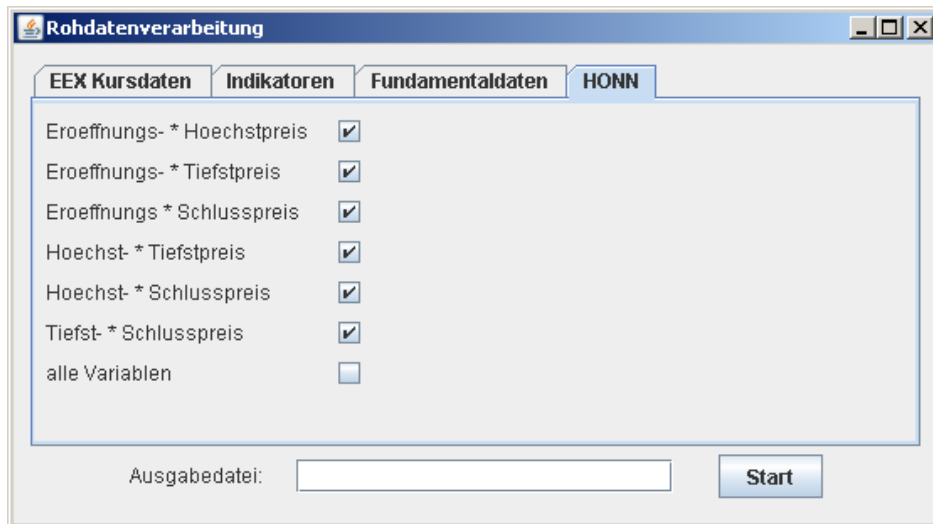 Rohdatenverarbeitung
EEX Kursdaten Indikatoren Fundamentaldaten HONN
Eroeffnungs- * Hoechstpreis
Eroeffnungs- * Tiefstpreis
Eroeffnungs * Schlusspreis
Hoechst- * Tiefstpreis
Hoechst- * Schlusspreis
Tiefst- * Schlusspreis
alle Variablen
Ausgabedatei: Start